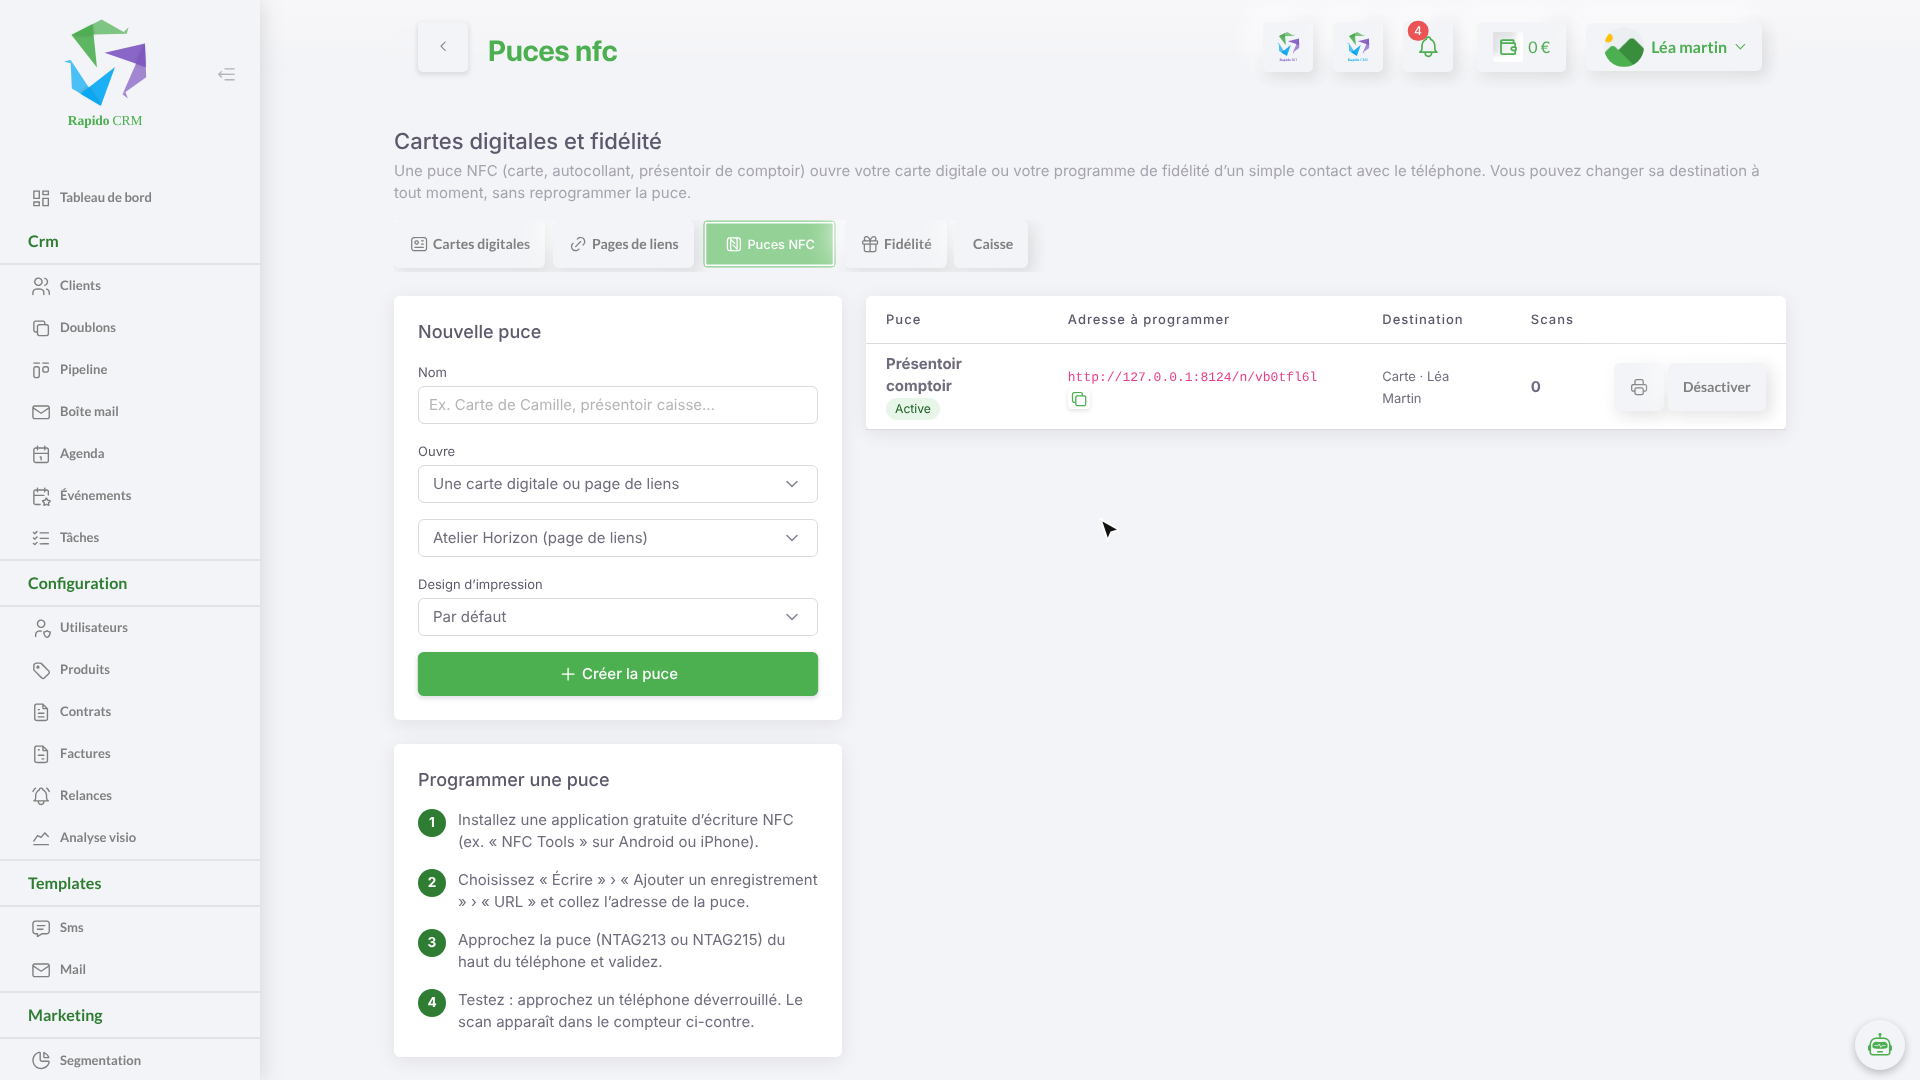 Rapido CRM
Puces nfc
4
0 €
Léa martin
Tableau de bord
Crm
Clients
Doublons
Pipeline
Boîte mail
Agenda
Événements
Tâches
Configuration
Utilisateurs
Produits
Contrats
Factures
Relances
Analyse visio
Templates
Sms
Mail
Marketing
Segmentation
Cartes digitales et fidélité
Une puce NFC (carte, autocollant, présentoir de comptoir) ouvre votre carte digitale ou votre programme de fidélité d’un simple contact avec le téléphone. Vous pouvez changer sa destination à
tout moment, sans reprogrammer la puce.
Cartes digitales
Pages de liens
Puces NFC
Fidélité
Caisse
Nouvelle puce
Nom
Ex. Carte de Camille, présentoir caisse...
Ouvre
Une carte digitale ou page de liens
Atelier Horizon (page de liens)
Design d’impression
Par défaut
Créer la puce
Programmer une puce
1 Installez une application gratuite d’écriture NFC
(ex. « NFC Tools » sur Android ou iPhone).
2 Choisissez « Écrire » › « Ajouter un enregistrement
» › « URL » et collez l’adresse de la puce.
3 Approchez la puce (NTAG213 ou NTAG215) du
haut du téléphone et validez.
4 Testez : approchez un téléphone déverrouillé. Le
scan apparaît dans le compteur ci-contre.
Puce Adresse à programmer Destination Scans
Présentoir
comptoir
Active
http://127.0.0.1:8124/n/vb0tfl6l
Carte · Léa
Martin
0
Désactiver